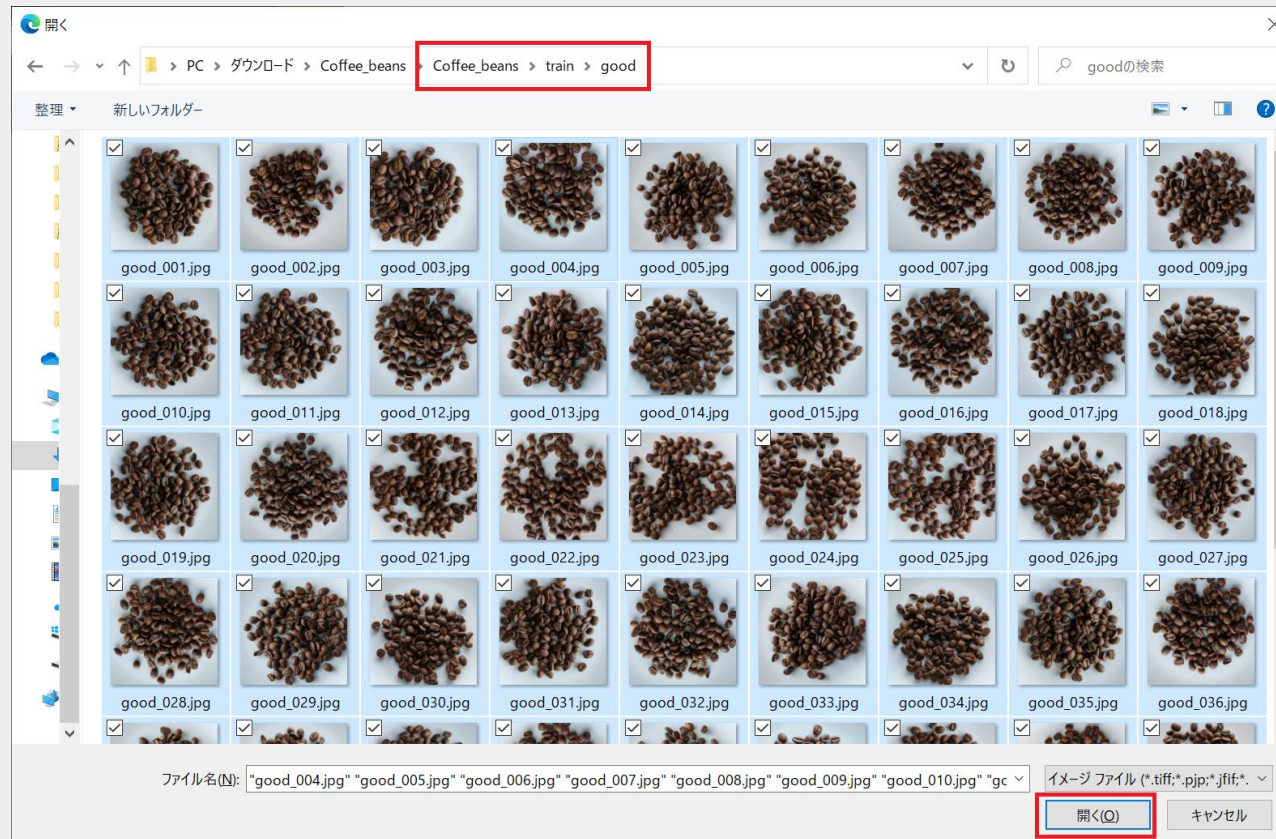 開く
PC > ダウンロード > Coffee_beans > Coffee_beans > train > good
goodの検索
整理 新しいフォルダー
good_001.jpg good_002.jpg good_003.jpg good_004.jpg good_005.jpg good_006.jpg good_007.jpg good_008.jpg good_009.jpg
good_010.jpg good_011.jpg good_012.jpg good_013.jpg good_014.jpg good_015.jpg good_016.jpg good_017.jpg good_018.jpg
good_019.jpg good_020.jpg good_021.jpg good_022.jpg good_023.jpg good_024.jpg good_025.jpg good_026.jpg good_027.jpg
good_028.jpg good_029.jpg good_030.jpg good_031.jpg good_032.jpg good_033.jpg good_034.jpg good_035.jpg good_036.jpg
ファイル名(N): "good_004.jpg" "good_005.jpg" "good_006.jpg" "good_007.jpg" "good_008.jpg" "good_009.jpg" "good_010.jpg" "gc
イメージ ファイル (*.tiff;*.pjp;*.jfif;*.
開く(O) キャンセル